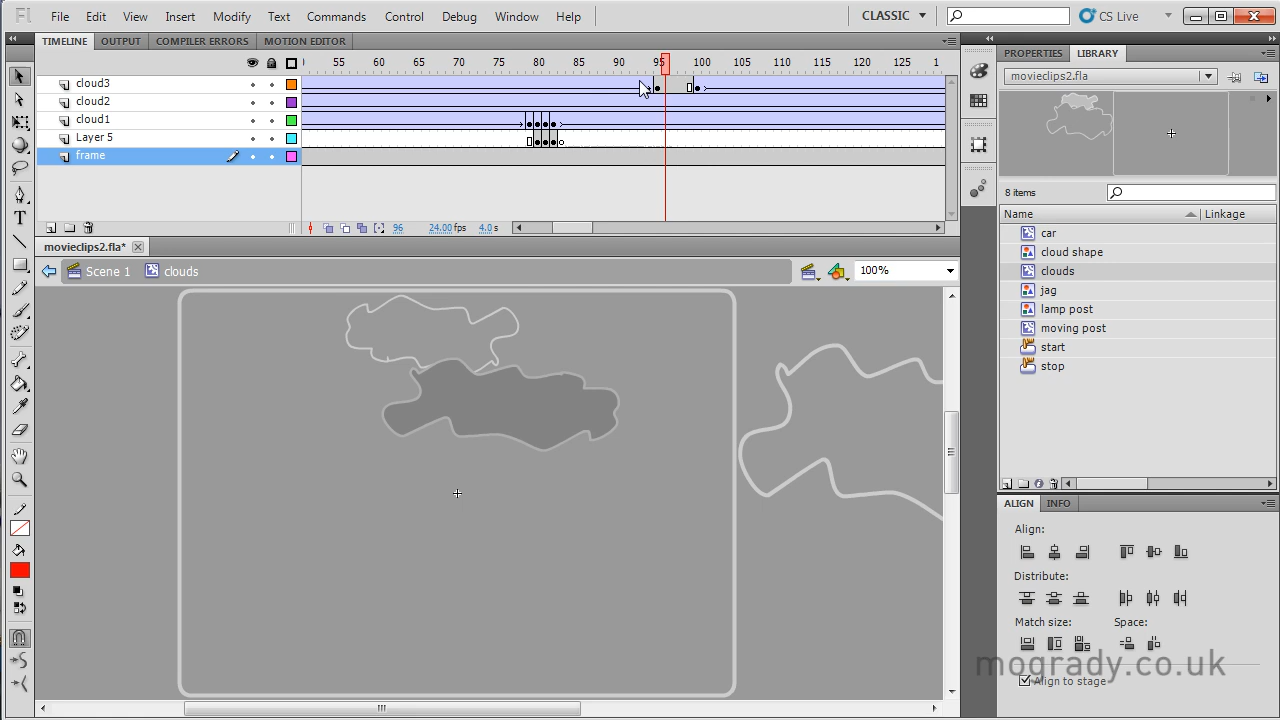 Fl File Edit View Insert Modify Text Commands Control Debug Window Help CLASSIC CS Live
TIMELINE OUTPUT COMPILER ERRORS MOTION EDITOR
55 60 65 70 75 80 85 90 95 100 105 110 115 120 125 1
cloud3
cloud2
cloud1
Layer 5
frame
96 24.00 fps 4.0 s
movieclips2.fla*
Scene 1 clouds 100%
PROPERTIES LIBRARY
movieclips2.fla
8 items
Name Linkage
car
cloud shape
clouds
jag
lamp post
moving post
start
stop
ALIGN INFO
Align:
Distribute:
Match size: Space:
mogrady.co.uk
Align to stage